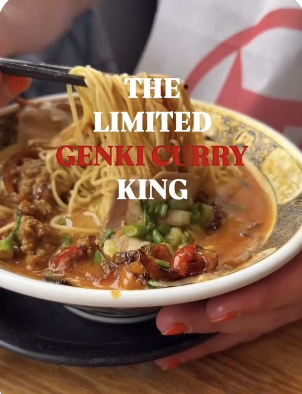 THE
LIMITED
GENKI CURRY
KING